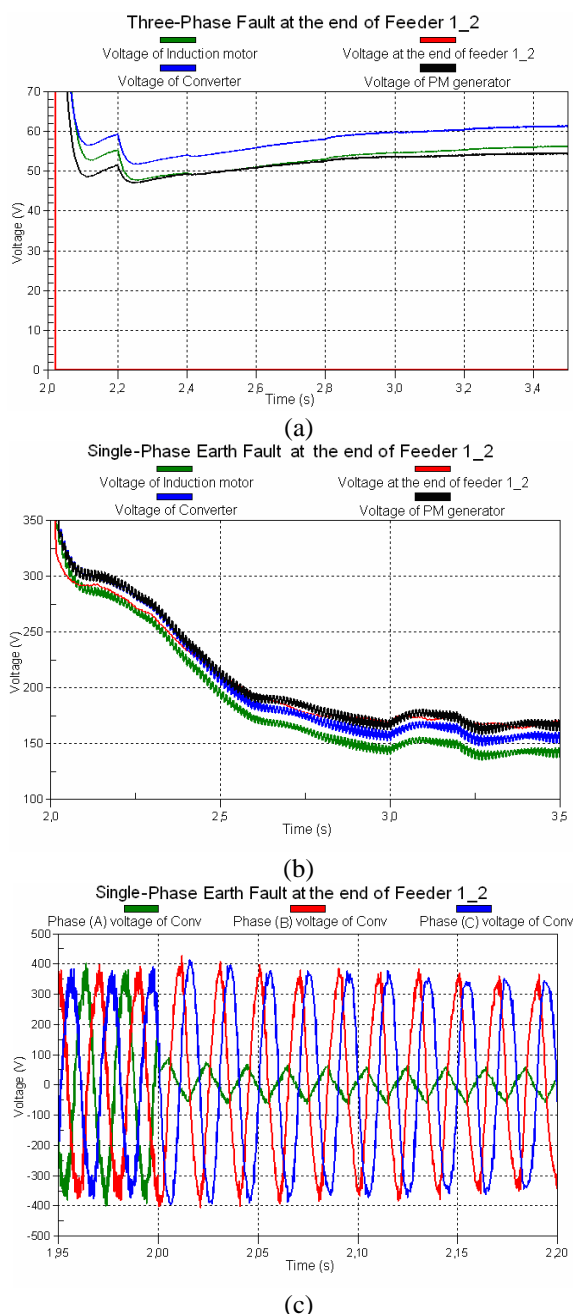 Three-Phase Fault at the end of Feeder 1_2
Voltage of Induction motor
Voltage at the end of feeder 1_2
Voltage of Converter
Voltage of PM generator
70
60
50
40
30
20
10
0
Voltage (V)
2,0 2,2 2,4 2,6 2,8 3,0 3,2 3,4
Time (s)
(a)
Single-Phase Earth Fault at the end of Feeder 1_2
Voltage of Induction motor
Voltage at the end of feeder 1_2
Voltage of Converter
Voltage of PM generator
350
300
250
200
150
100
Voltage (V)
2,0 2,5 3,0 3,5
Time (s)
(b)
Single-Phase Earth Fault at the end of Feeder 1_2
Phase (A) voltage of Conv Phase (B) voltage of Conv Phase (C) voltage of Conv
500
400
300
200
100
0
-100
-200
-300
-400
-500
Voltage (V)
1,95 2,00 2,05 2,10 2,15 2,20
Time (s)
(c)